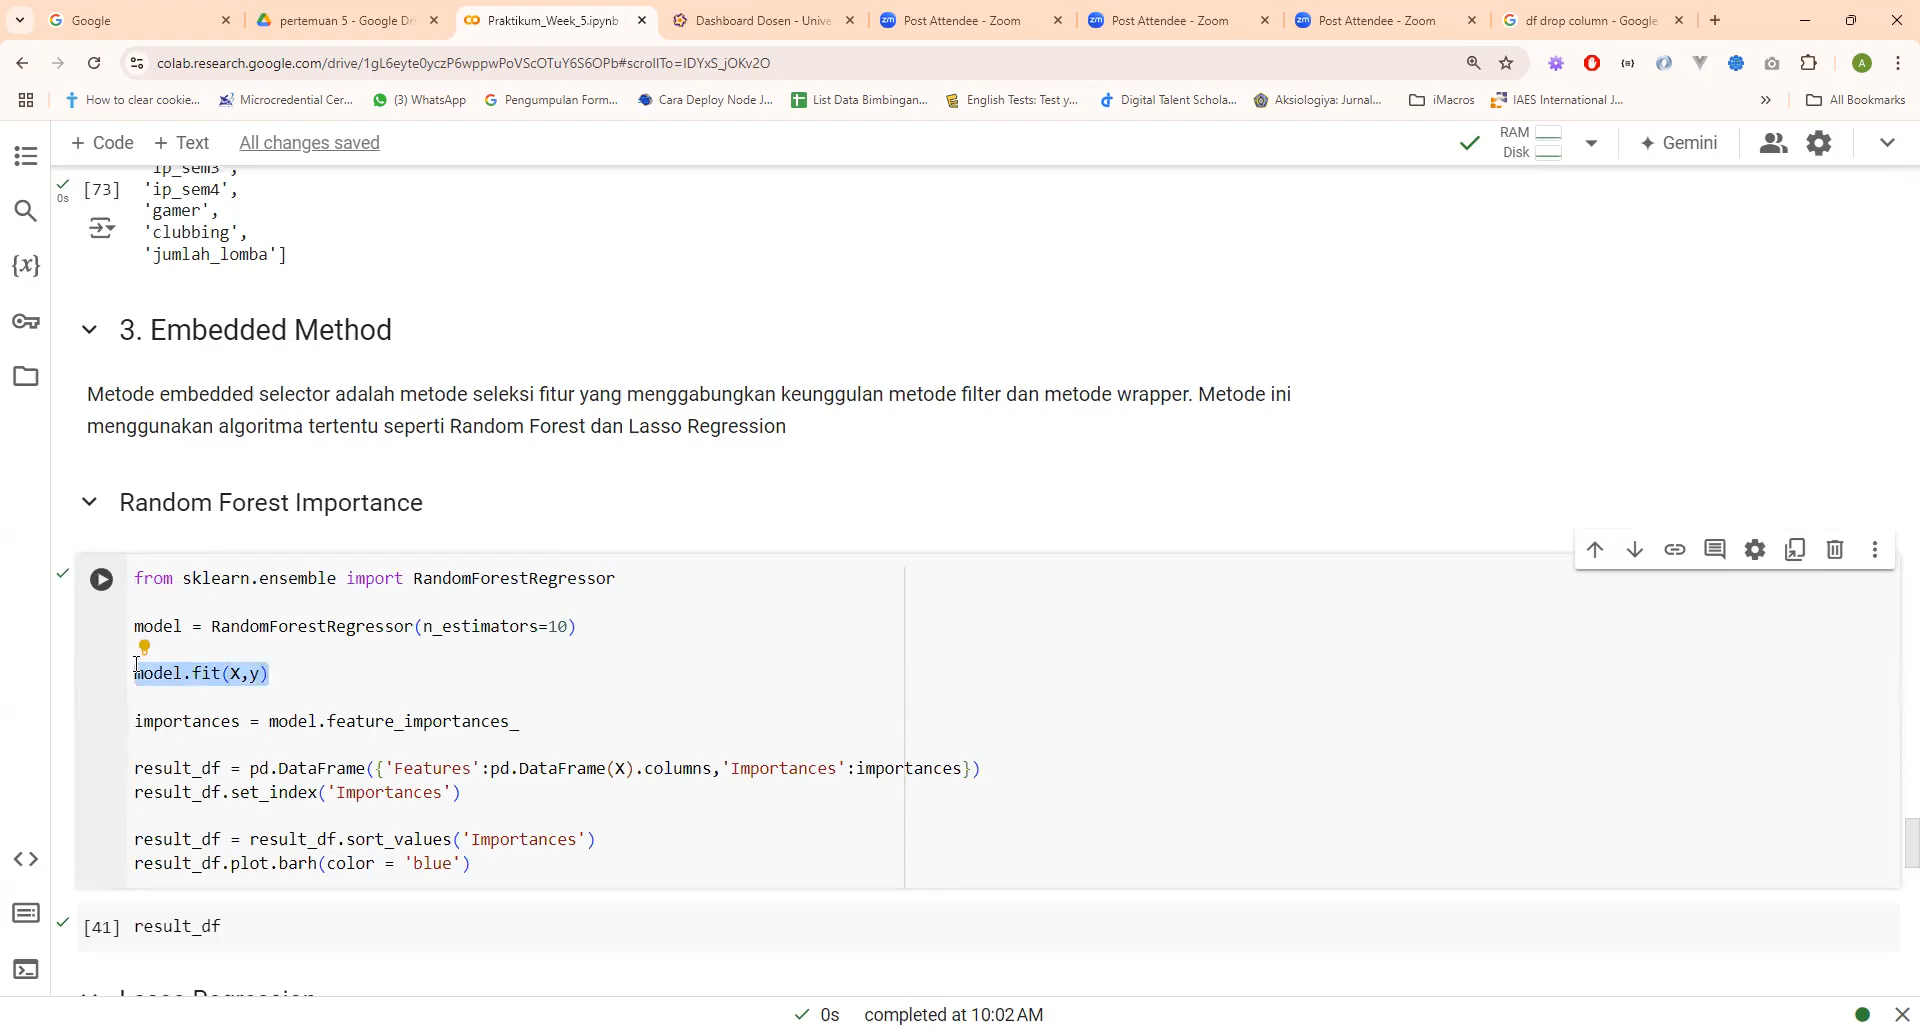 Google
pertemuan 5 - Google Dri
Praktikum_Week_5.ipynb
Dashboard Dosen - Unive
Post Attendee - Zoom
Post Attendee - Zoom
Post Attendee - Zoom
df drop column - Google
colab.research.google.com/drive/1gL6eyte0yczP6wppwPoVScOTuY6S6OPb#scrollTo=IDYxS_jOKv2O
A
How to clear cookie...
Microcredential Cer...
(3) WhatsApp
Pengumpulan Form...
Cara Deploy Node J...
List Data Bimbingan...
English Tests: Test y...
Digital Talent Schola...
Aksiologiya: Jurnal...
iMacros
IAES International J...
All Bookmarks
+ Code + Text All changes saved
RAM
Disk
Gemini
'ip_sem3',
0s [73] 'ip_sem4',
'gamer',
'clubbing',
'jumlah_lomba']
3. Embedded Method
Metode embedded selector adalah metode seleksi fitur yang menggabungkan keunggulan metode filter dan metode wrapper. Metode ini
menggunakan algoritma tertentu seperti Random Forest dan Lasso Regression
Random Forest Importance
from sklearn.ensemble import RandomForestRegressor
model = RandomForestRegressor(n_estimators=10)
model.fit(X,y)
importances = model.feature_importances_
result_df = pd.DataFrame({'Features':pd.DataFrame(X).columns,'Importances':importances})
result_df.set_index('Importances')
result_df = result_df.sort_values('Importances')
result_df.plot.barh(color = 'blue')
[41] result_df
Lasso Regression
0s completed at 10:02 AM